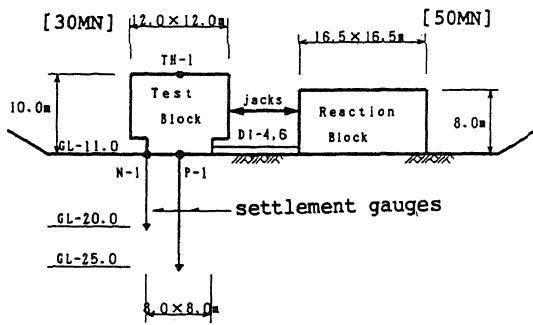 [30MN]
12.0×12.0m
[50MN]
16.5×16.5m
TH-1
Test
Block
jacks
Reaction
Block
10.0m
8.0m
D1-4,6
GL-11.0
N-1
P-1
settlement gauges
GL-20.0
GL-25.0
8.0×8.0m